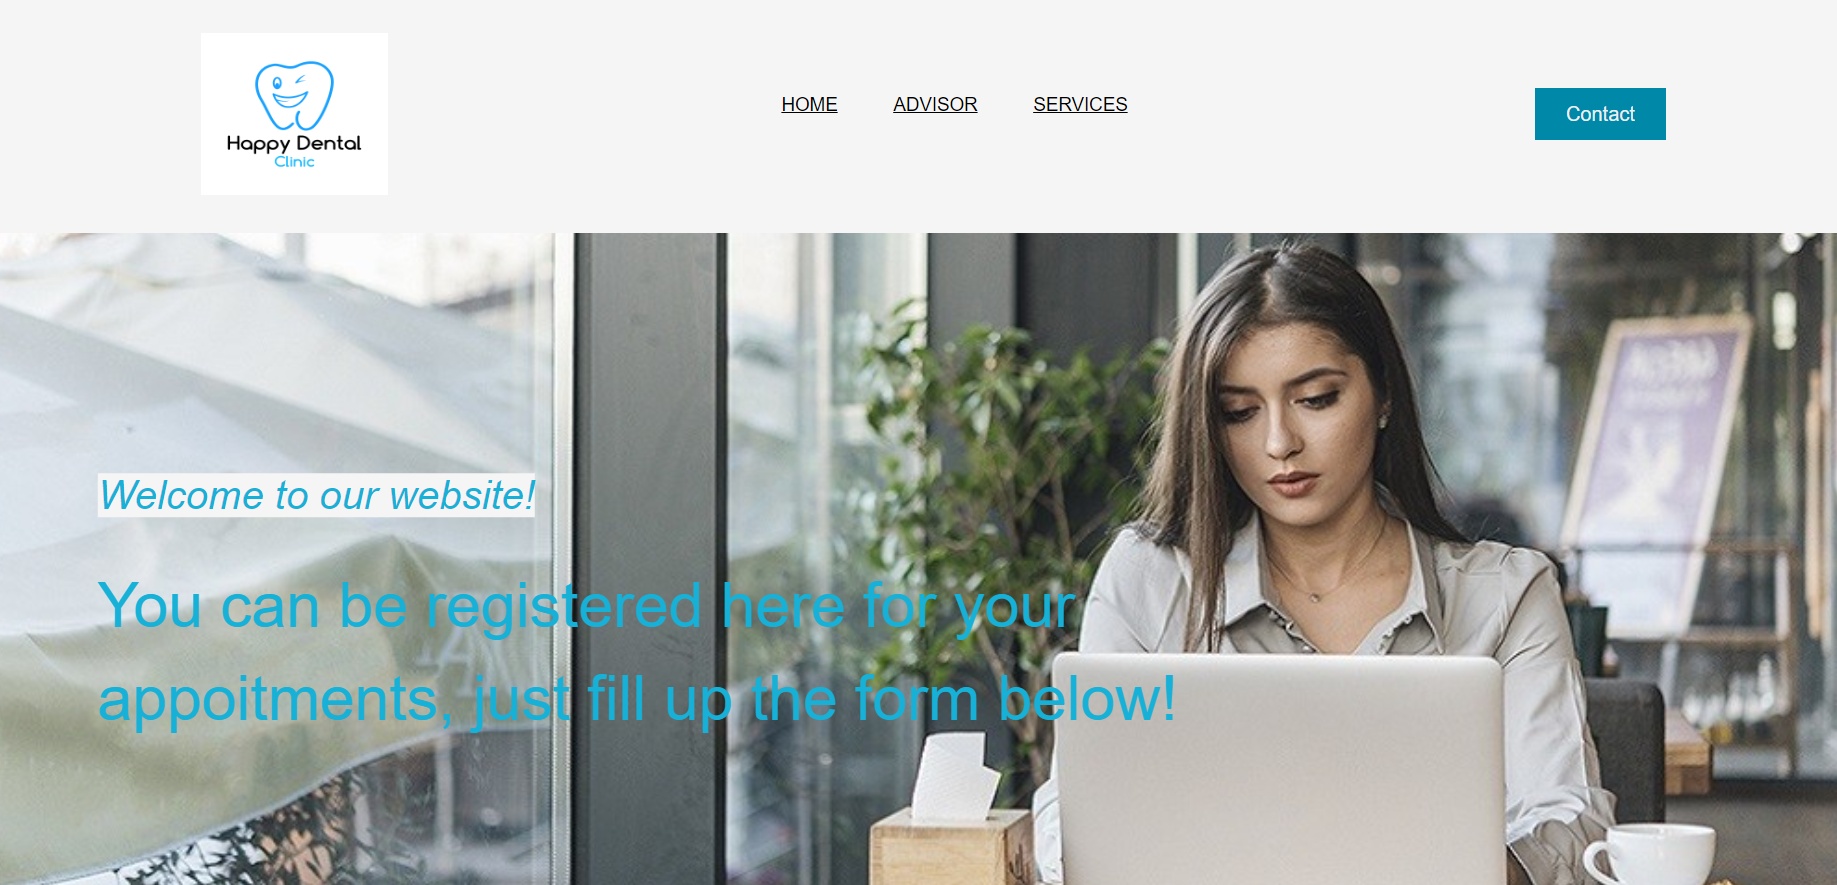 Happy Dental
Clinic
HOME ADVISOR SERVICES
Contact
Welcome to our website!
You can be registered here for your
appoitments, just fill up the form below!